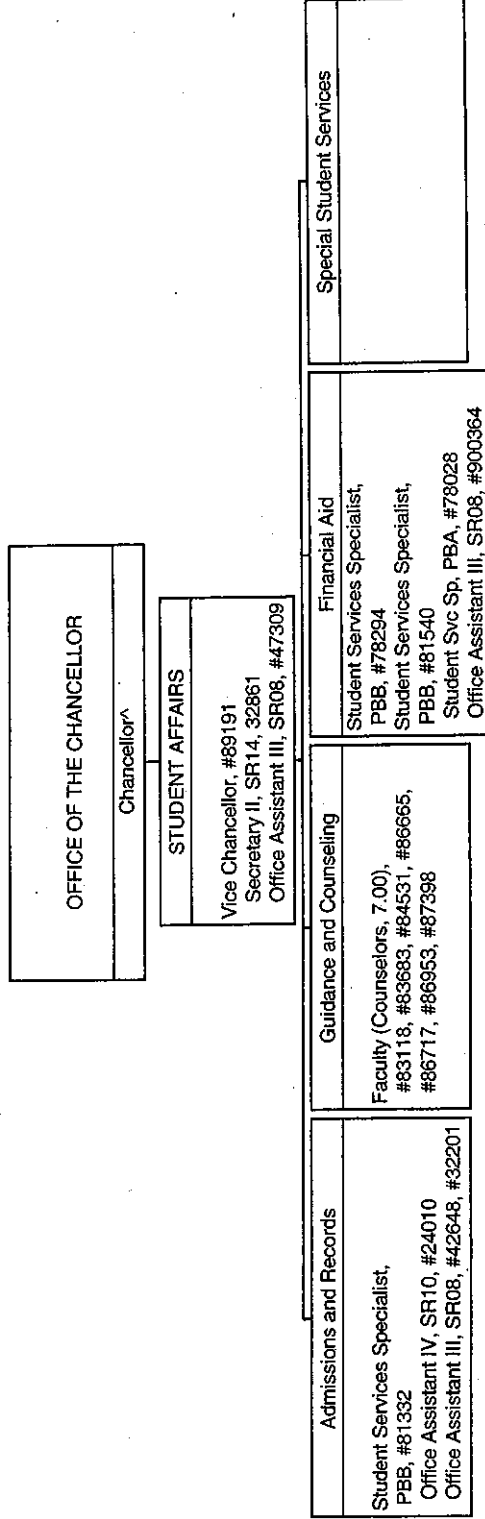 OFFICE OF THE CHANCELLOR
Chancellor^
STUDENT AFFAIRS
Vice Chancellor, #89191
Secretary II, SR14, 32861
Office Assistant III, SR08, #47309
Admissions and Records
Student Services Specialist,
PBB, #81332
Office Assistant IV, SR10, #24010
Office Assistant III, SR08, #42648, #32201
Guidance and Counseling
Faculty (Counselors, 7.00),
#83118, #83683, #84531, #86665,
#86717, #86953, #87398
Financial Aid
Student Services Specialist,
PBB, #78294
Student Services Specialist,
PBB, #81540
Student Svc Sp, PBA, #78028
Office Assistant III, SR08, #900364
Special Student Services